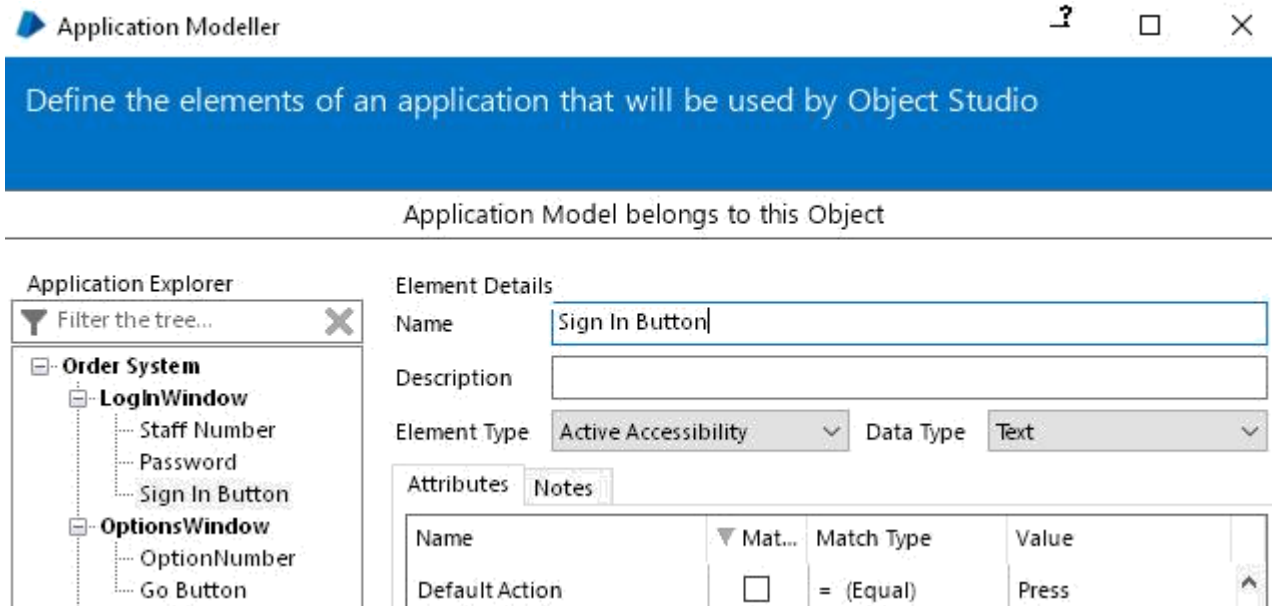 Application Modeller
Define the elements of an application that will be used by Object Studio
Application Model belongs to this Object
Application Explorer
Filter the tree...
Order System
LogInWindow
Staff Number
Password
Sign In Button
OptionsWindow
OptionNumber
Go Button
Element Details
Name Sign In Button
Description
Element Type Active Accessibility Data Type Text
Attributes Notes
Name Mat... Match Type Value
Default Action = (Equal) Press